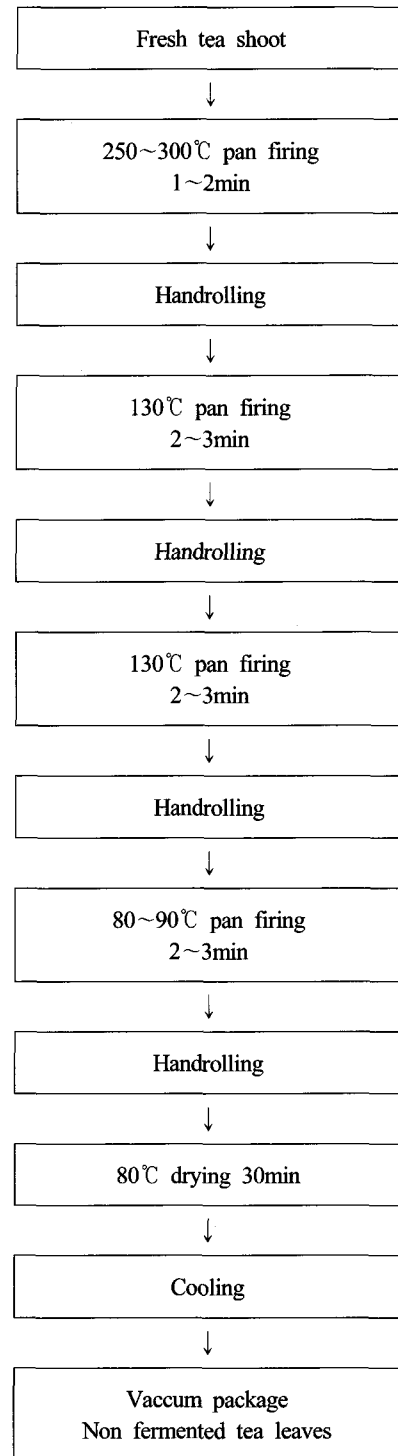 Fresh tea shoot
↓
250～300℃ pan firing
1～2min
↓
Handrolling
↓
130℃ pan firing
2～3min
↓
Handrolling
↓
130℃ pan firing
2～3min
↓
Handrolling
↓
80～90℃ pan firing
2～3min
↓
Handrolling
↓
80℃ drying 30min
↓
Cooling
↓
Vaccum package
Non fermented tea leaves